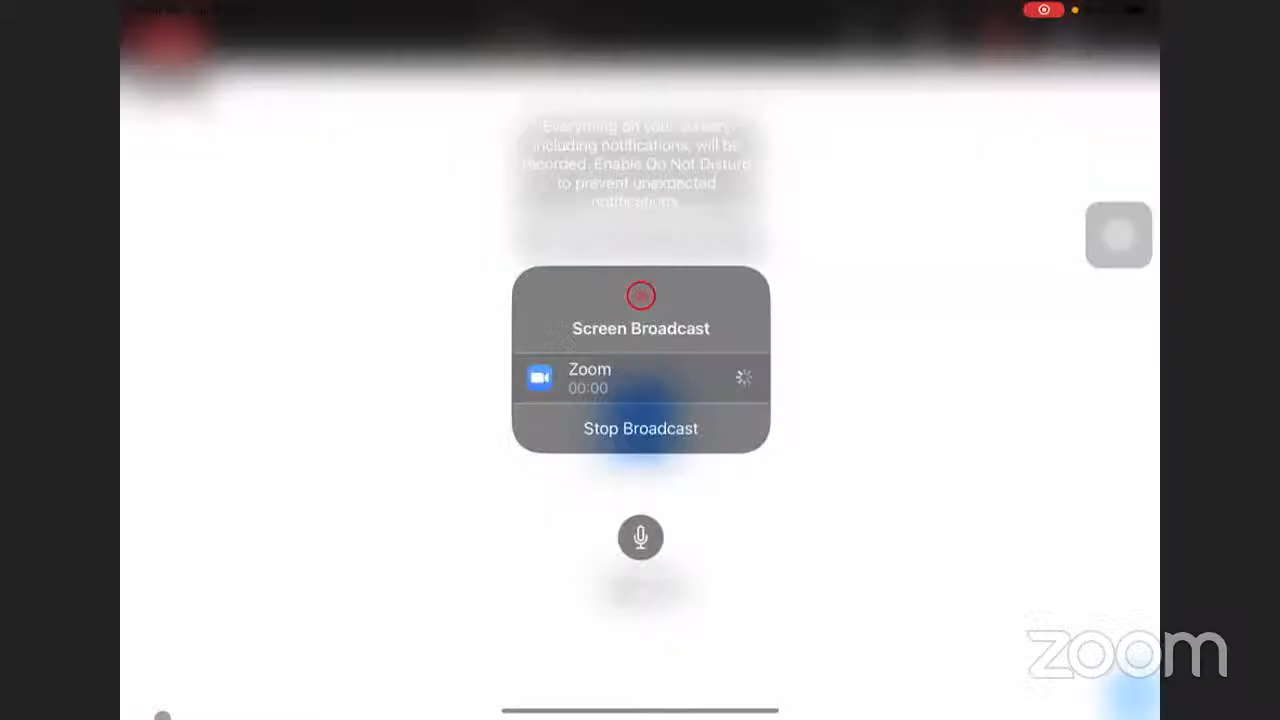 Everything on your screen,
including notifications, will be
recorded. Enable Do Not Disturb
to prevent unexpected
notifications.
Screen Broadcast
Zoom
00:00
Stop Broadcast
zoom